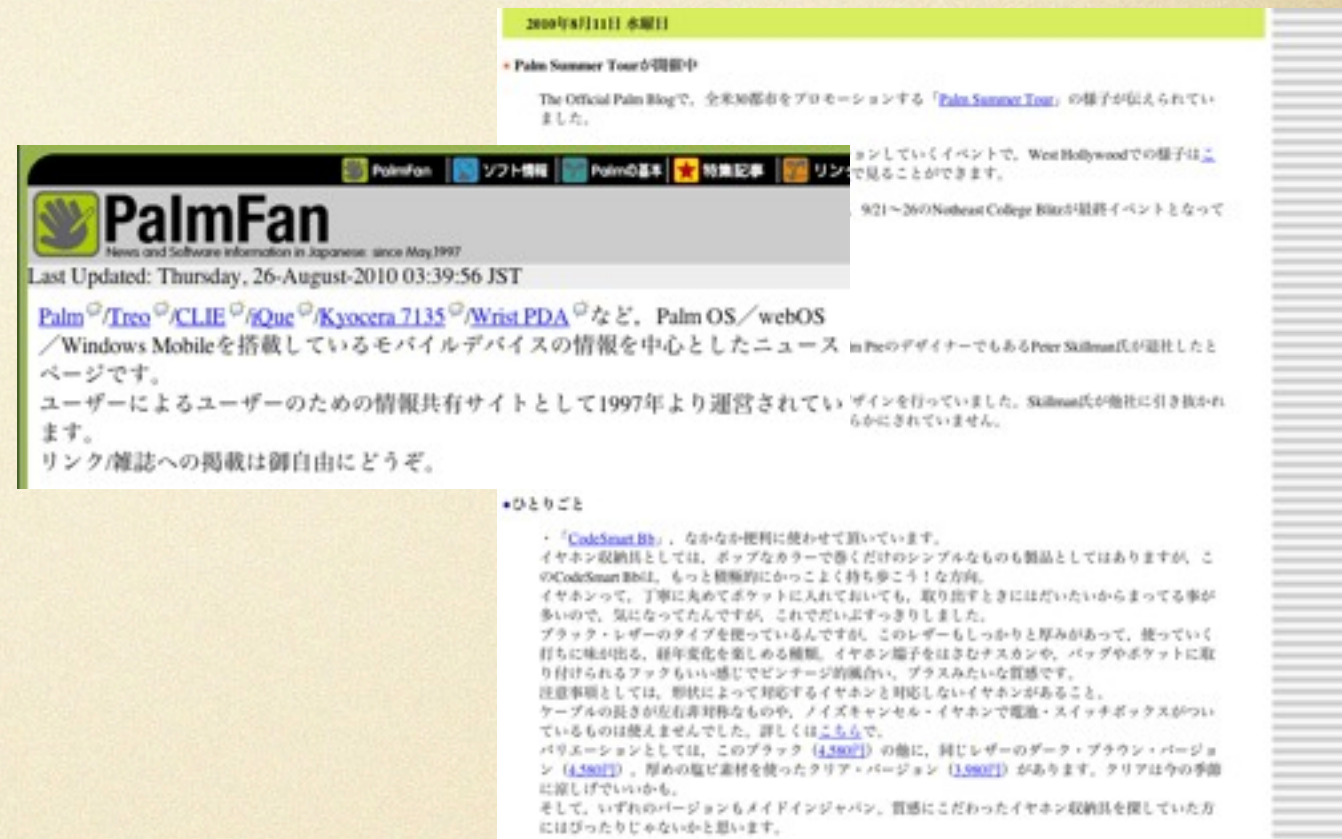 2010年8月11日 水曜日
• Palm Summer Tourが開催中
The Official Palm Blogで、全米30都市をプロモーションする「Palm Summer Tour」の様子が伝えられてい
ました。
ョンしていくイベントで、West Hollywoodでの様子はこ
で見ることができます。
、9/21〜26のNotheast College Blitzが最終イベントとなって
PalmFan ソフト情報 Palmの基本 特集記事 リンク
PalmFan
News and Software information in Japanese since May,1997
Last Updated: Thursday, 26-August-2010 03:39:56 JST
Palm/Treo/CLIE/iQue/Kyocera 7135/Wrist PDAなど、Palm OS／webOS
／Windows Mobileを搭載しているモバイルデバイスの情報を中心としたニュース
ページです。
ユーザーによるユーザーのための情報共有サイトとして1997年より運営されてい
ます。
リンク/雑誌への掲載は御自由にどうぞ。
m PreのデザイナーでもあるPeter Skillman氏が退社したと
ザインを行っていました。Skillman氏が他社に引き抜かれ
らかにされていません。
•ひとりごと
・「CodeSmart Bb」、なかなか便利に使わせて頂いています。
イヤホン収納具としては、ポップなカラーで巻くだけのシンプルなものも製品としてはありますが、こ
のCodeSmart Bbは、もっと積極的にかっこよく持ち歩こう！な方向。
イヤホンって、丁寧に丸めてポケットに入れておいても、取り出すときにはだいたいからまってる事が
多いので、気になってたんですが、これでだいぶすっきりしました。
ブラック・レザーのタイプを使っているんですが、このレザーもしっかりと厚みがあって、使っていく
打ちに味が出る、経年変化を楽しめる種類。イヤホン端子をはさむナスカンや、バッグやポケットに取
り付けられるフックもいい感じでビンテージ的風合い、ブラスみたいな質感です。
注意事項としては、形状によって対応するイヤホンと対応しないイヤホンがあること。
ケーブルの長さが左右非対称なものや、ノイズキャンセル・イヤホンで電池・スイッチボックスがつい
ているものは使えませんでした。詳しくはこちらで。
バリエーションとしては、このブラック（4,580円）の他に、同じレザーのダーク・ブラウン・バージョ
ン（4,580円）、厚めの塩ビ素材を使ったクリア・バージョン（3,980円）があります。クリアは今の季節
に涼しげでいいかも。
そして、いずれのバージョンもメイドインジャパン。質感にこだわったイヤホン収納具を探していた方
にはぴったりじゃないかと思います。